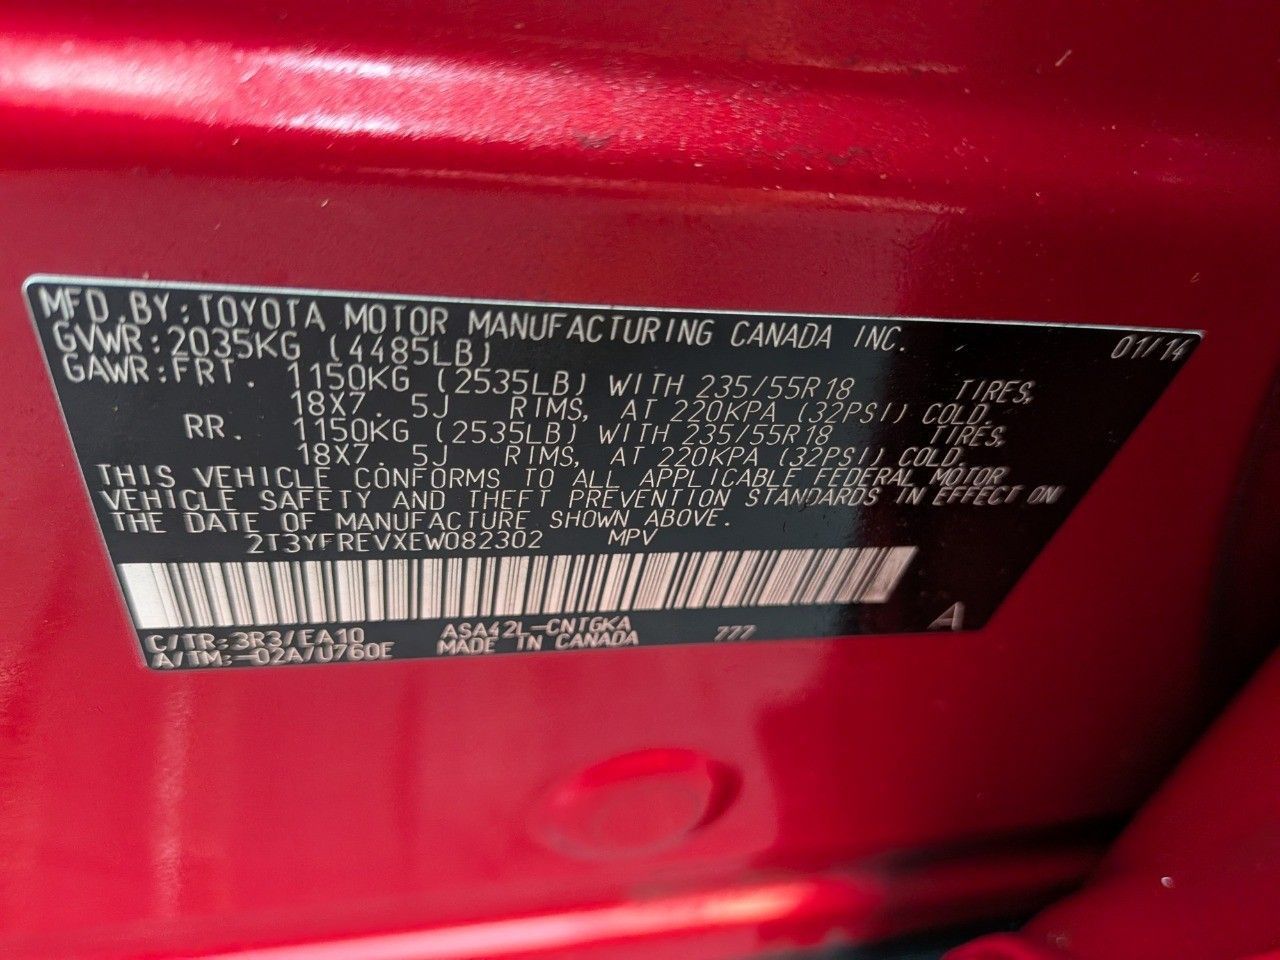 MFD. BY: TOYOTA MOTOR MANUFACTURING CANADA INC. 01/14
GVWR: 2035KG (4485LB)
GAWR: FRT. 1150KG (2535LB) WITH 235/55R18 TIRES,
18X7. 5J RIMS, AT 220KPA (32PSI) COLD.
RR. 1150KG (2535LB) WITH 235/55R18 TIRES,
18X7. 5J RIMS, AT 220KPA (32PSI) COLD.
THIS VEHICLE CONFORMS TO ALL APPLICABLE FEDERAL MOTOR
VEHICLE SAFETY AND THEFT PREVENTION STANDARDS IN EFFECT ON
THE DATE OF MANUFACTURE SHOWN ABOVE.
2T3YFREVXEW082302 MPV
C/TR: 3R3/EA10 ASA42L-CNTGKA 777 A
A/TM: -02A/U760E MADE IN CANADA